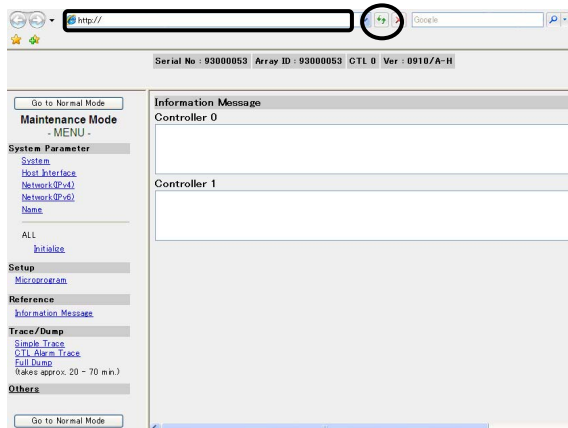 http://
Google
Serial No : 93000053 Array ID : 93000053 CTL 0 Ver : 0910/A-H
Go to Normal Mode
Maintenance Mode
- MENU -
System Parameter
System
Host Interface
Network(IPv4)
Network(IPv6)
Name
ALL
Initialize
Setup
Microprogram
Reference
Information Message
Trace/Dump
Simple Trace
CTL Alarm Trace
Full Dump
(takes approx. 20 - 70 min.)
Others
Go to Normal Mode
Information Message
Controller 0
Controller 1